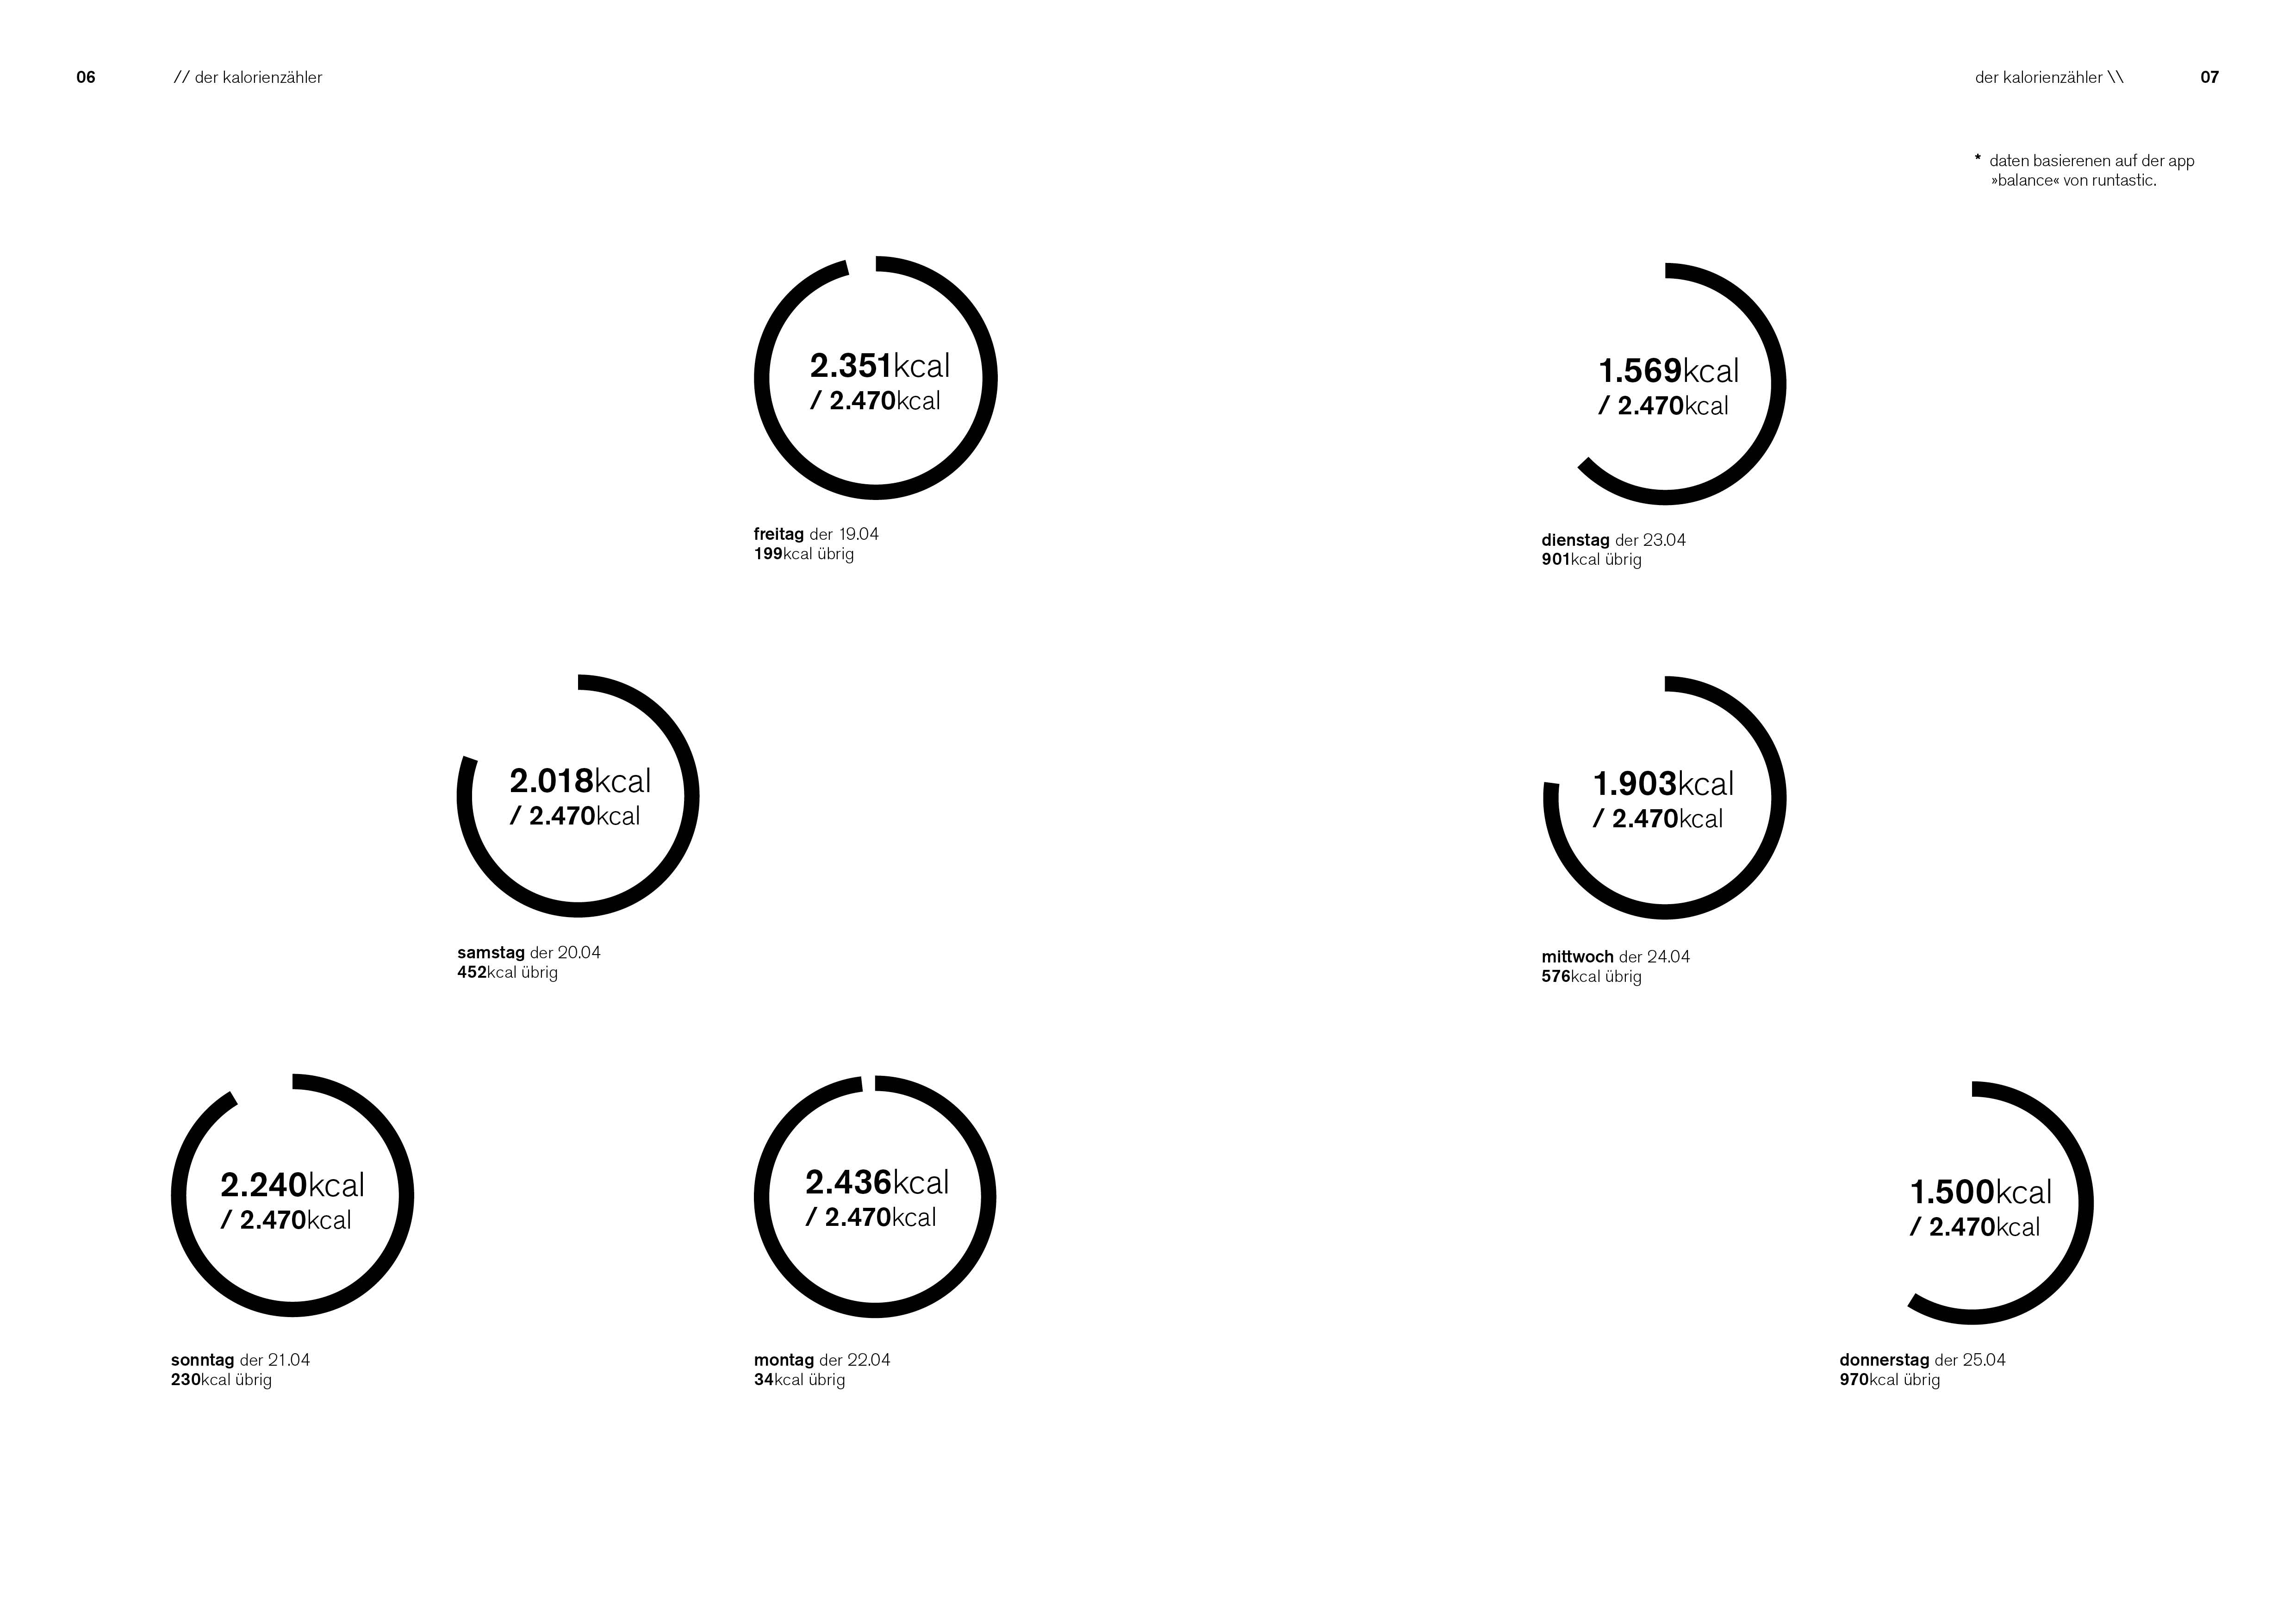 06
// der kalorienzähler
der kalorienzähler \\
07
* daten basierenen auf der app
»balance« von runtastic.
2.351kcal
/ 2.470kcal
freitag der 19.04
199kcal übrig
1.569kcal
/ 2.470kcal
dienstag der 23.04
901kcal übrig
2.018kcal
/ 2.470kcal
samstag der 20.04
452kcal übrig
1.903kcal
/ 2.470kcal
mittwoch der 24.04
576kcal übrig
2.240kcal
/ 2.470kcal
sonntag der 21.04
230kcal übrig
2.436kcal
/ 2.470kcal
montag der 22.04
34kcal übrig
1.500kcal
/ 2.470kcal
donnerstag der 25.04
970kcal übrig